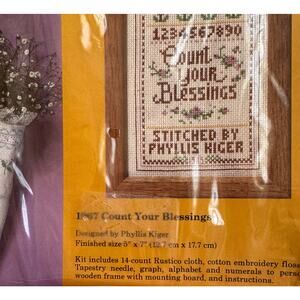 1234567890
Count
your
Blessings
STITCHED BY
PHYLLIS KIGER
1967 Count Your Blessings
Designed by Phyllis Kiger
Finished size 5" x 7" (12.7 cm x 17.7 cm)
Kit includes 14-count Rustico cloth, cotton embroidery floss
Tapestry needle, graph, alphabet and numerals to perso
wooden frame with mounting board, and instructions.